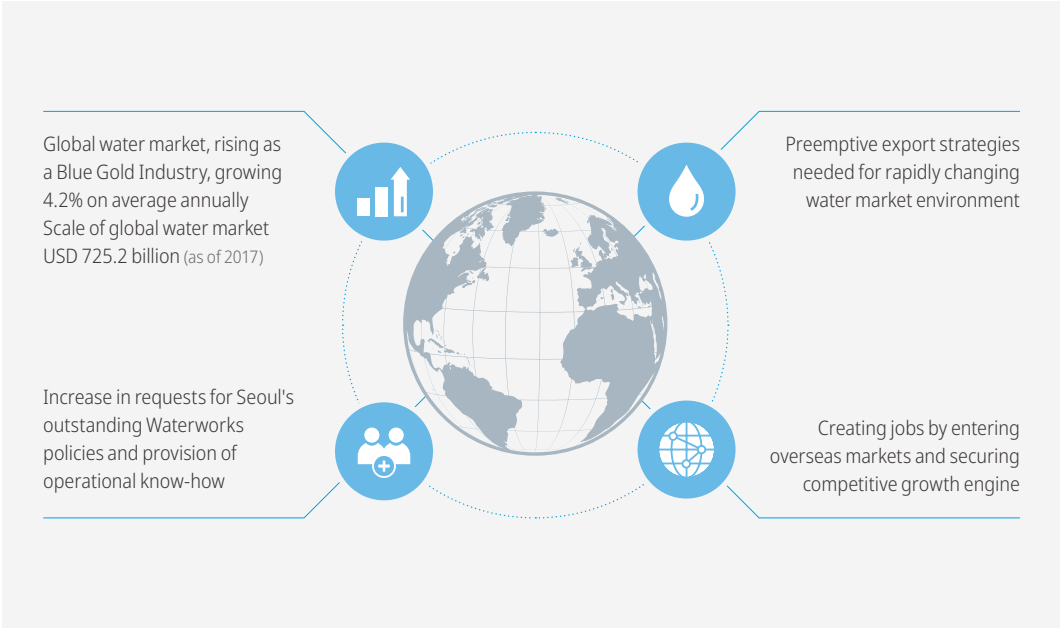 Global water market, rising as
a Blue Gold Industry, growing
4.2% on average annually
Scale of global water market
USD 725.2 billion (as of 2017)
Preemptive export strategies
needed for rapidly changing
water market environment
Increase in requests for Seoul's
outstanding Waterworks
policies and provision of
operational know-how
Creating jobs by entering
overseas markets and securing
competitive growth engine